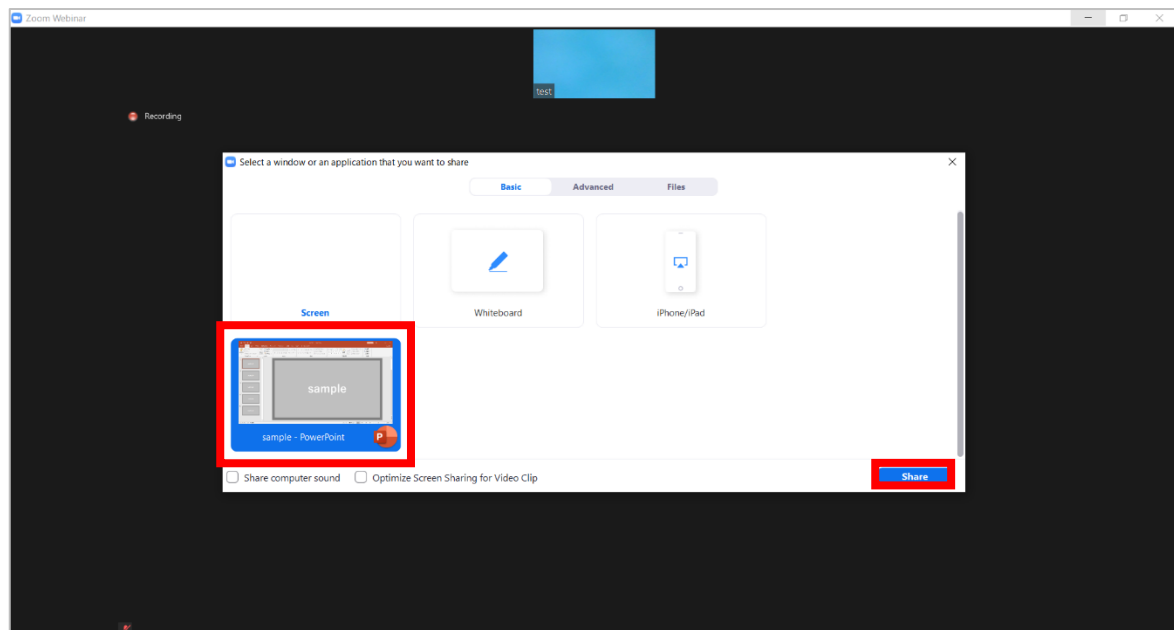 Zoom Webinar
test
Recording
Select a window or an application that you want to share
Basic Advanced Files
Screen Whiteboard iPhone/iPad
sample
sample - PowerPoint P
Share computer sound Optimize Screen Sharing for Video Clip Share